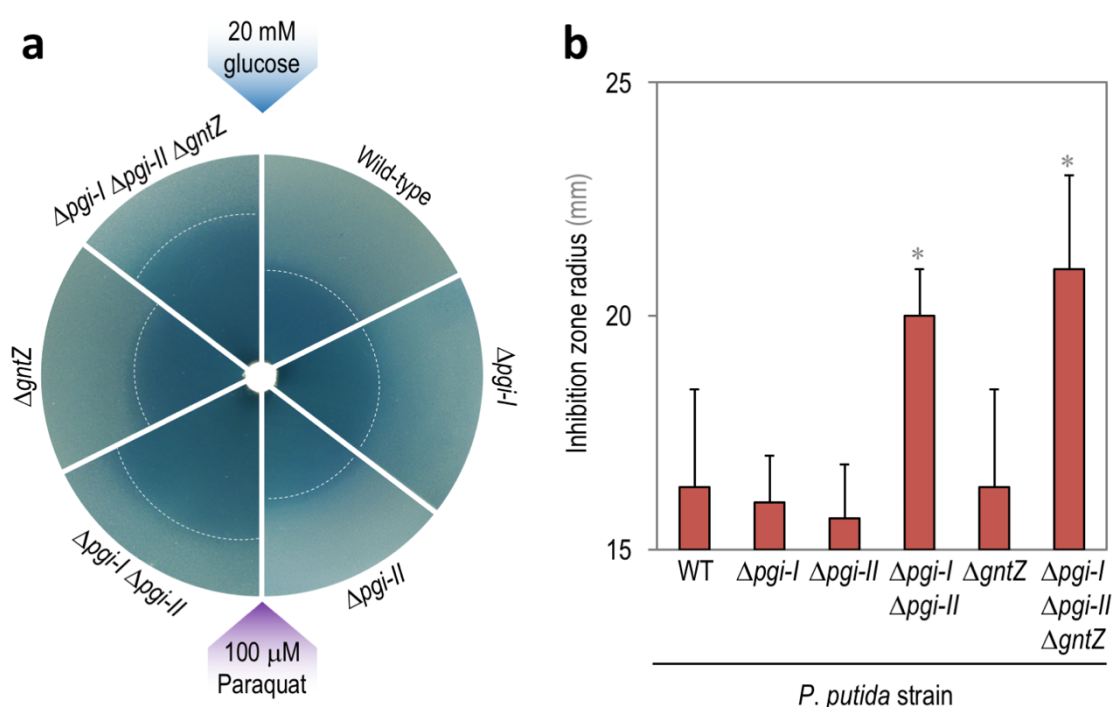 a
20 mM
glucose
Δpgi-I Δpgi-II ΔgntZ
Wild-type
ΔgntZ
Δpgi-I
Δpgi-I Δpgi-II
Δpgi-II
100 μM
Paraquat
b
Inhibition zone radius (mm)
25
20
15
*
*
WT
Δpgi-I
Δpgi-II
Δpgi-I
Δpgi-II
ΔgntZ
Δpgi-I
Δpgi-II
ΔgntZ
P. putida strain